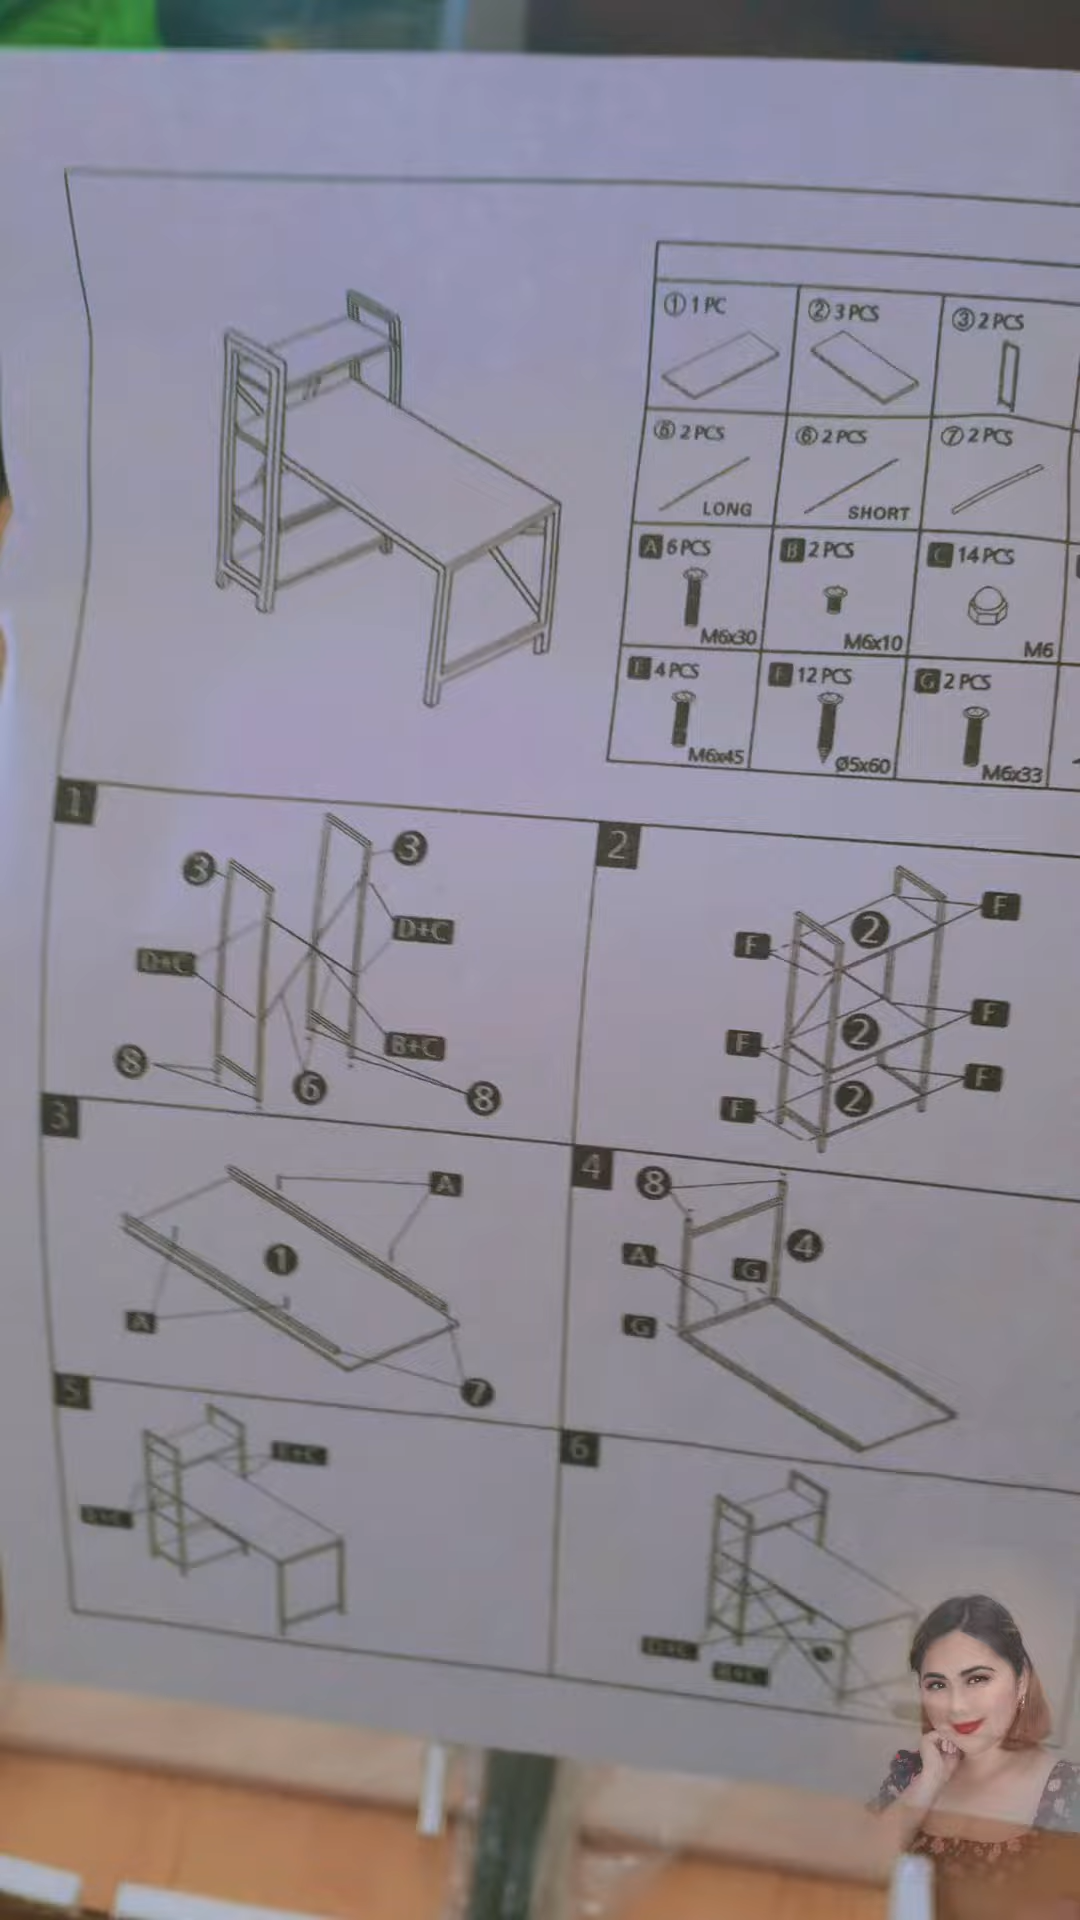 ① 1 PC
② 3 PCS
③ 2 PCS
⑤ 2 PCS
LONG
⑥ 2 PCS
SHORT
⑦ 2 PCS
A 6 PCS
M6x30
B 2 PCS
M6x10
C 14 PCS
M6
E 4 PCS
M6x45
F 12 PCS
Ø5x60
G 2 PCS
M6x33
1
3
3
D+C
D+C
B+C
8
6
8
2
F
2
F
2
F
F
2
F
F
3
A
1
A
7
4
8
A
G
4
G
5
E+C
6
D+C